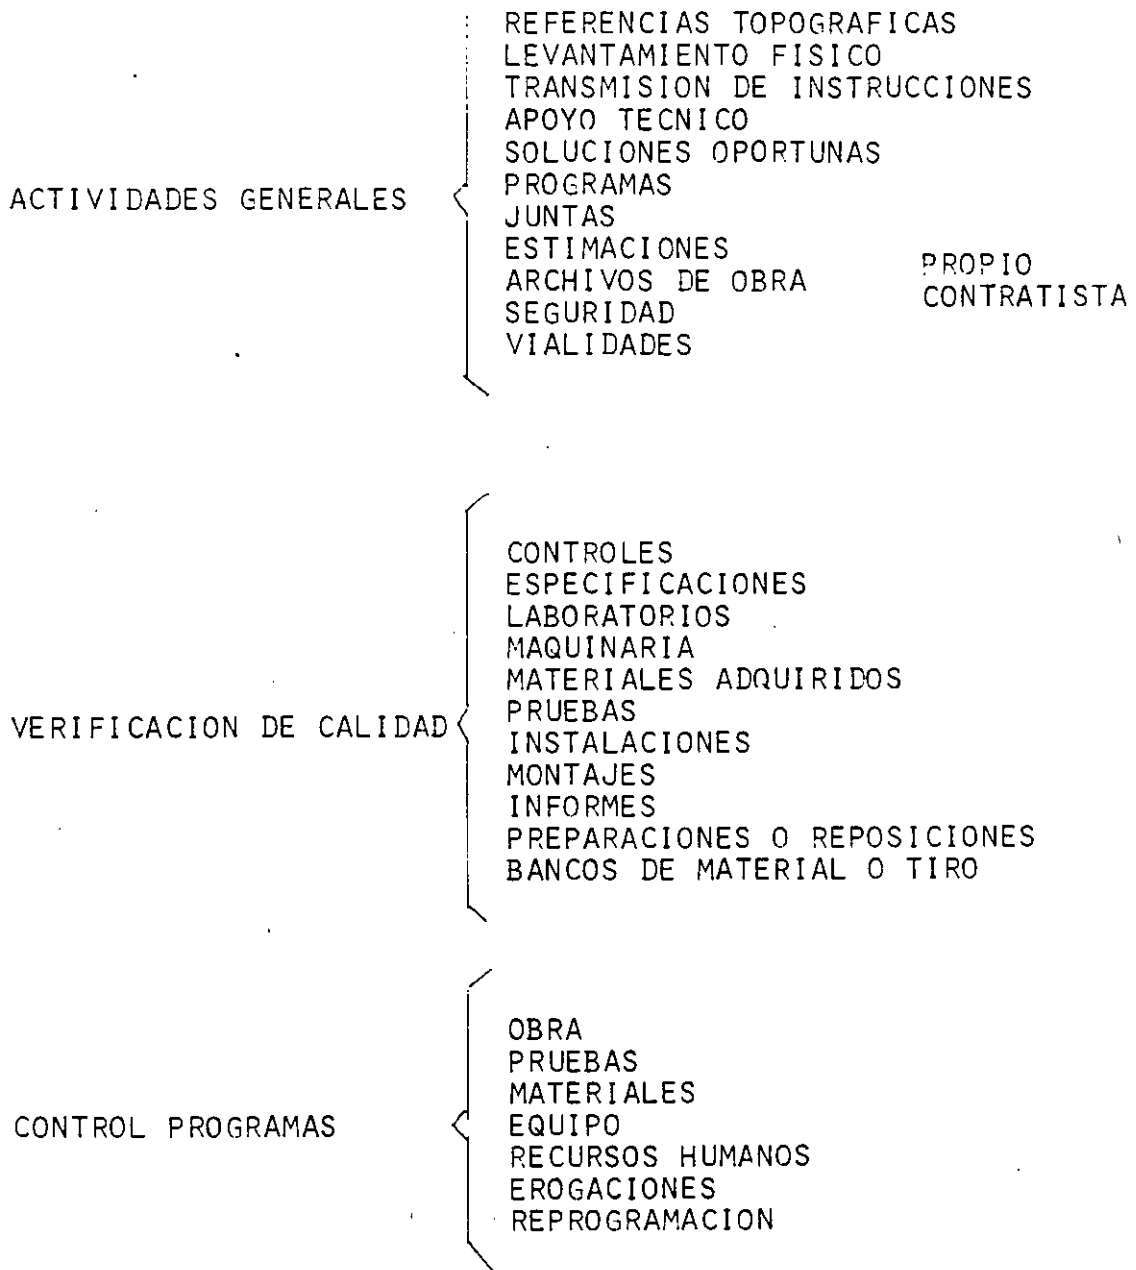 REFERENCIAS TOPOGRAFICAS
LEVANTAMIENTO FISICO
TRANSMISION DE INSTRUCCIONES
APOYO TECNICO
SOLUCIONES OPORTUNAS
ACTIVIDADES GENERALES
PROGRAMAS
JUNTAS
ESTIMACIONES
ARCHIVOS DE OBRA
PROPIO
CONTRATISTA
SEGURIDAD
VIALIDADES
CONTROLES
ESPECIFICACIONES
LABORATORIOS
MAQUINARIA
MATERIALES ADQUIRIDOS
PRUEBAS
VERIFICACION DE CALIDAD
INSTALACIONES
MONTAJES
INFORMES
PREPARACIONES O REPOSICIONES
BANCOS DE MATERIAL O TIRO
OBRA
PRUEBAS
MATERIALES
CONTROL PROGRAMAS
EQUIPO
RECURSOS HUMANOS
EROGACIONES
REPROGRAMACION